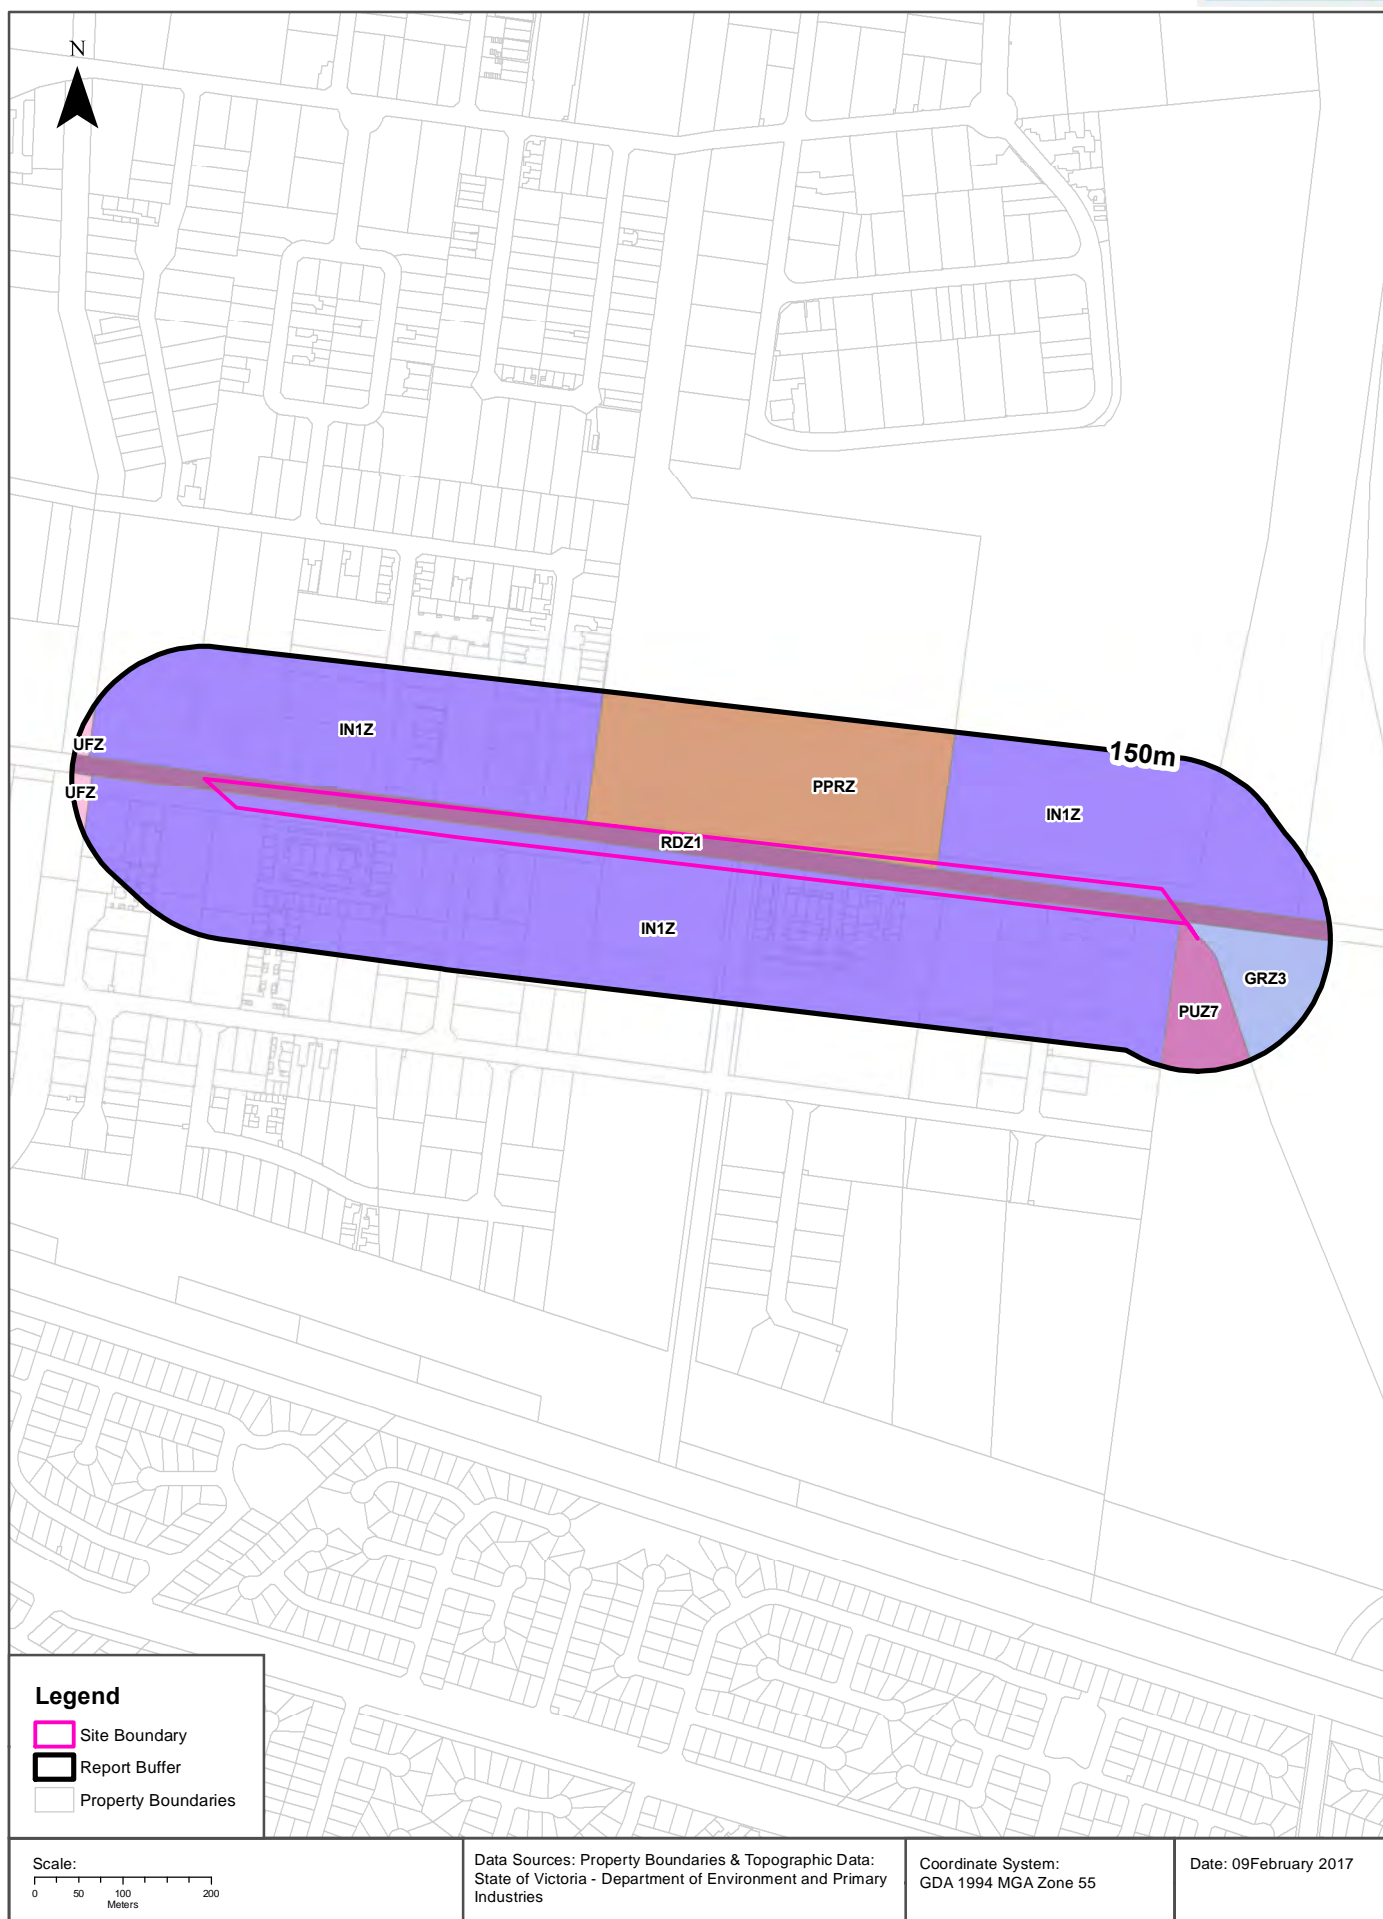 N
150m
IN1Z
UFZ
UFZ
PPRZ
IN1Z
RDZ1
IN1Z
GRZ3
PUZ7
Legend
Site Boundary
Report Buffer
Property Boundaries
Scale:
0 50 100 200
Meters
Data Sources: Property Boundaries & Topographic Data:
State of Victoria - Department of Environment and Primary
Industries
Coordinate System:
GDA 1994 MGA Zone 55
Date: 09February 2017